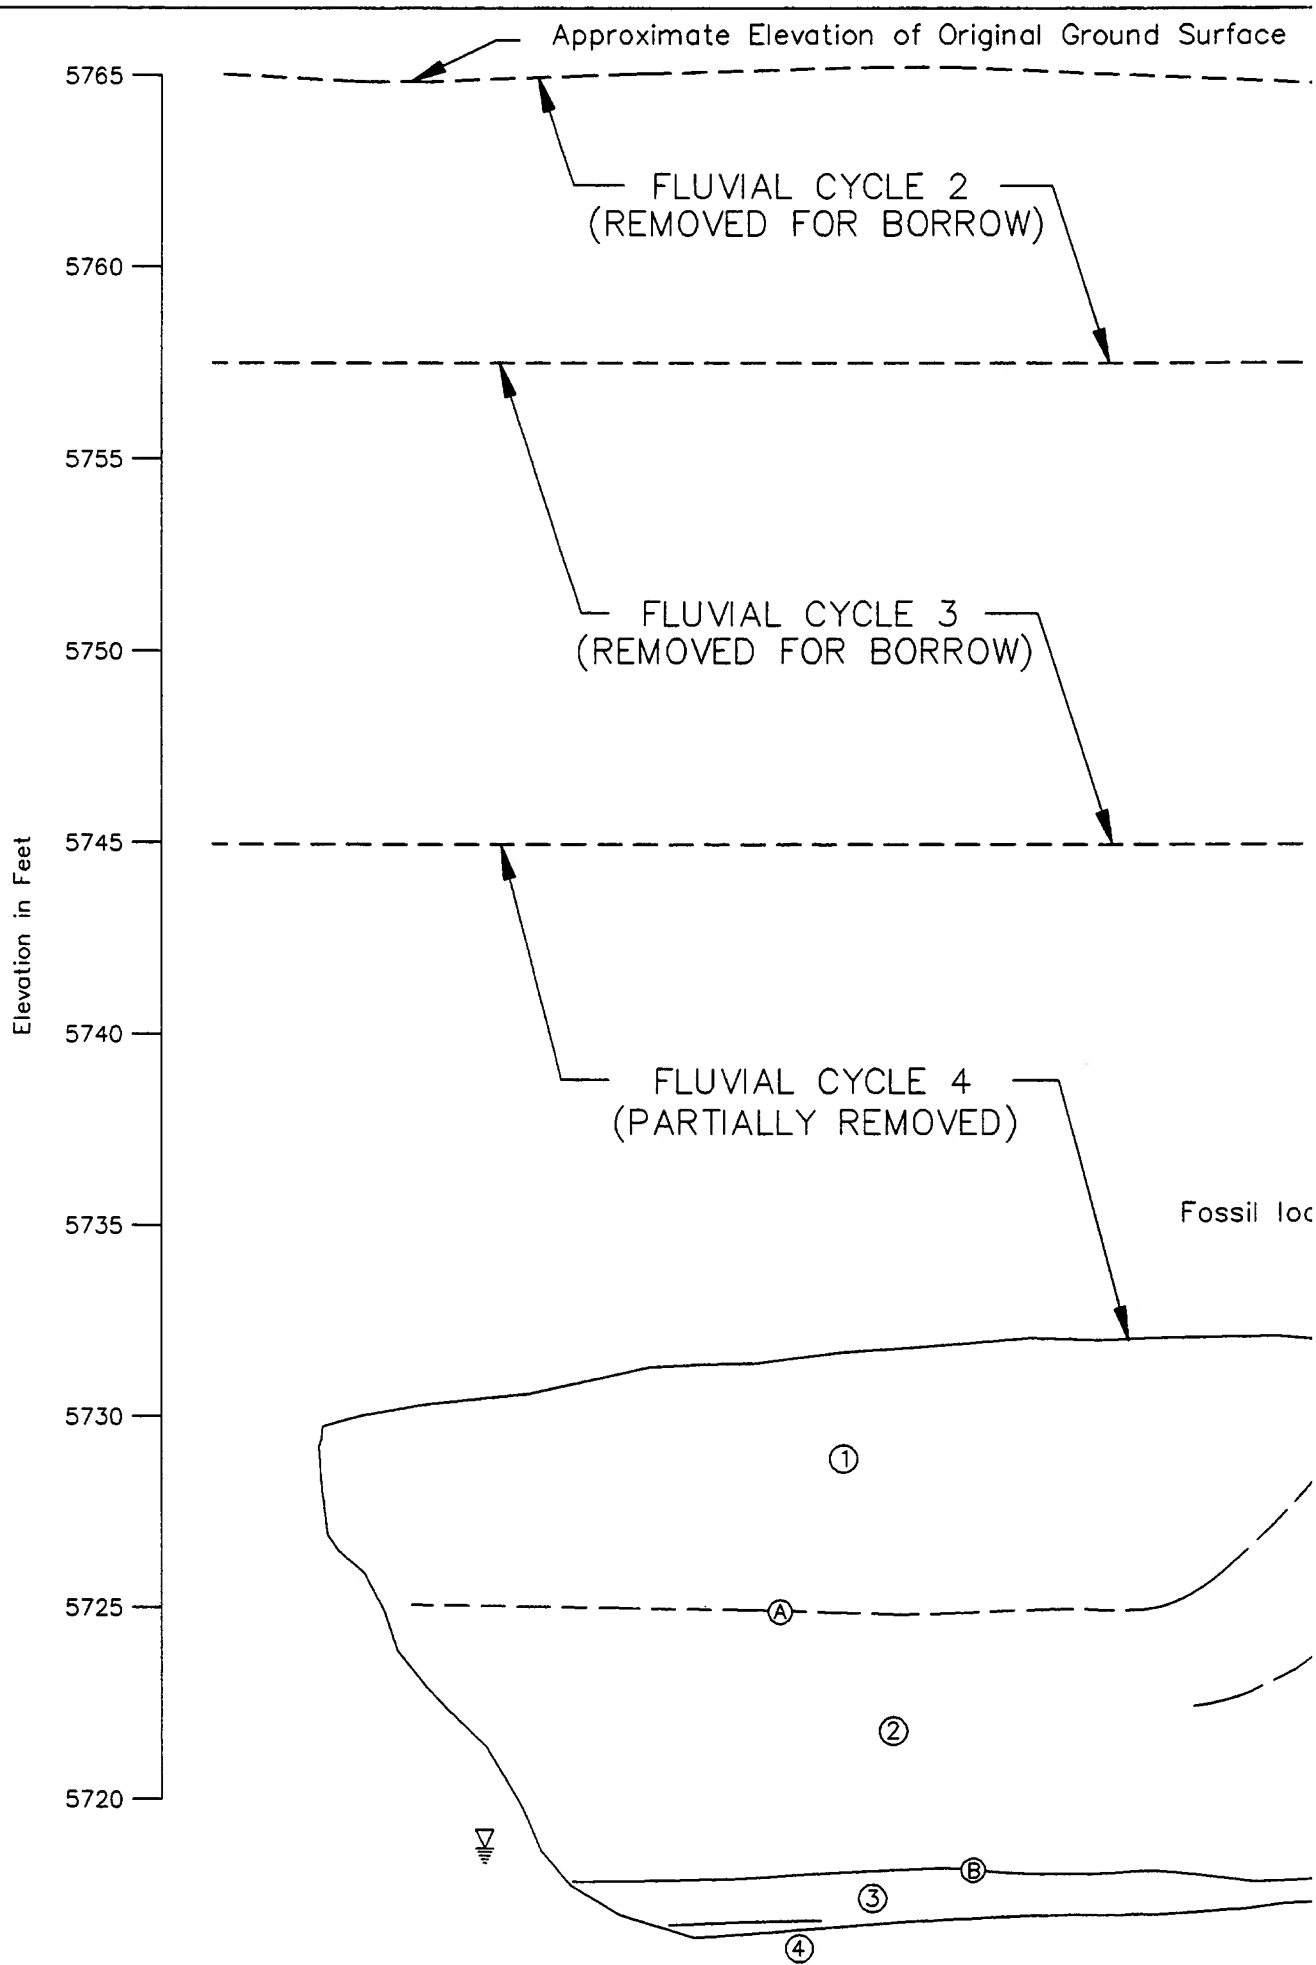 Approximate Elevation of Original Ground Surface
5765
FLUVIAL CYCLE 2
(REMOVED FOR BORROW)
5760
5755
FLUVIAL CYCLE 3
(REMOVED FOR BORROW)
5750
5745
Elevation in Feet
5740
FLUVIAL CYCLE 4
(PARTIALLY REMOVED)
5735
Fossil loc
5730
1
5725
A
2
5720
B
3
4